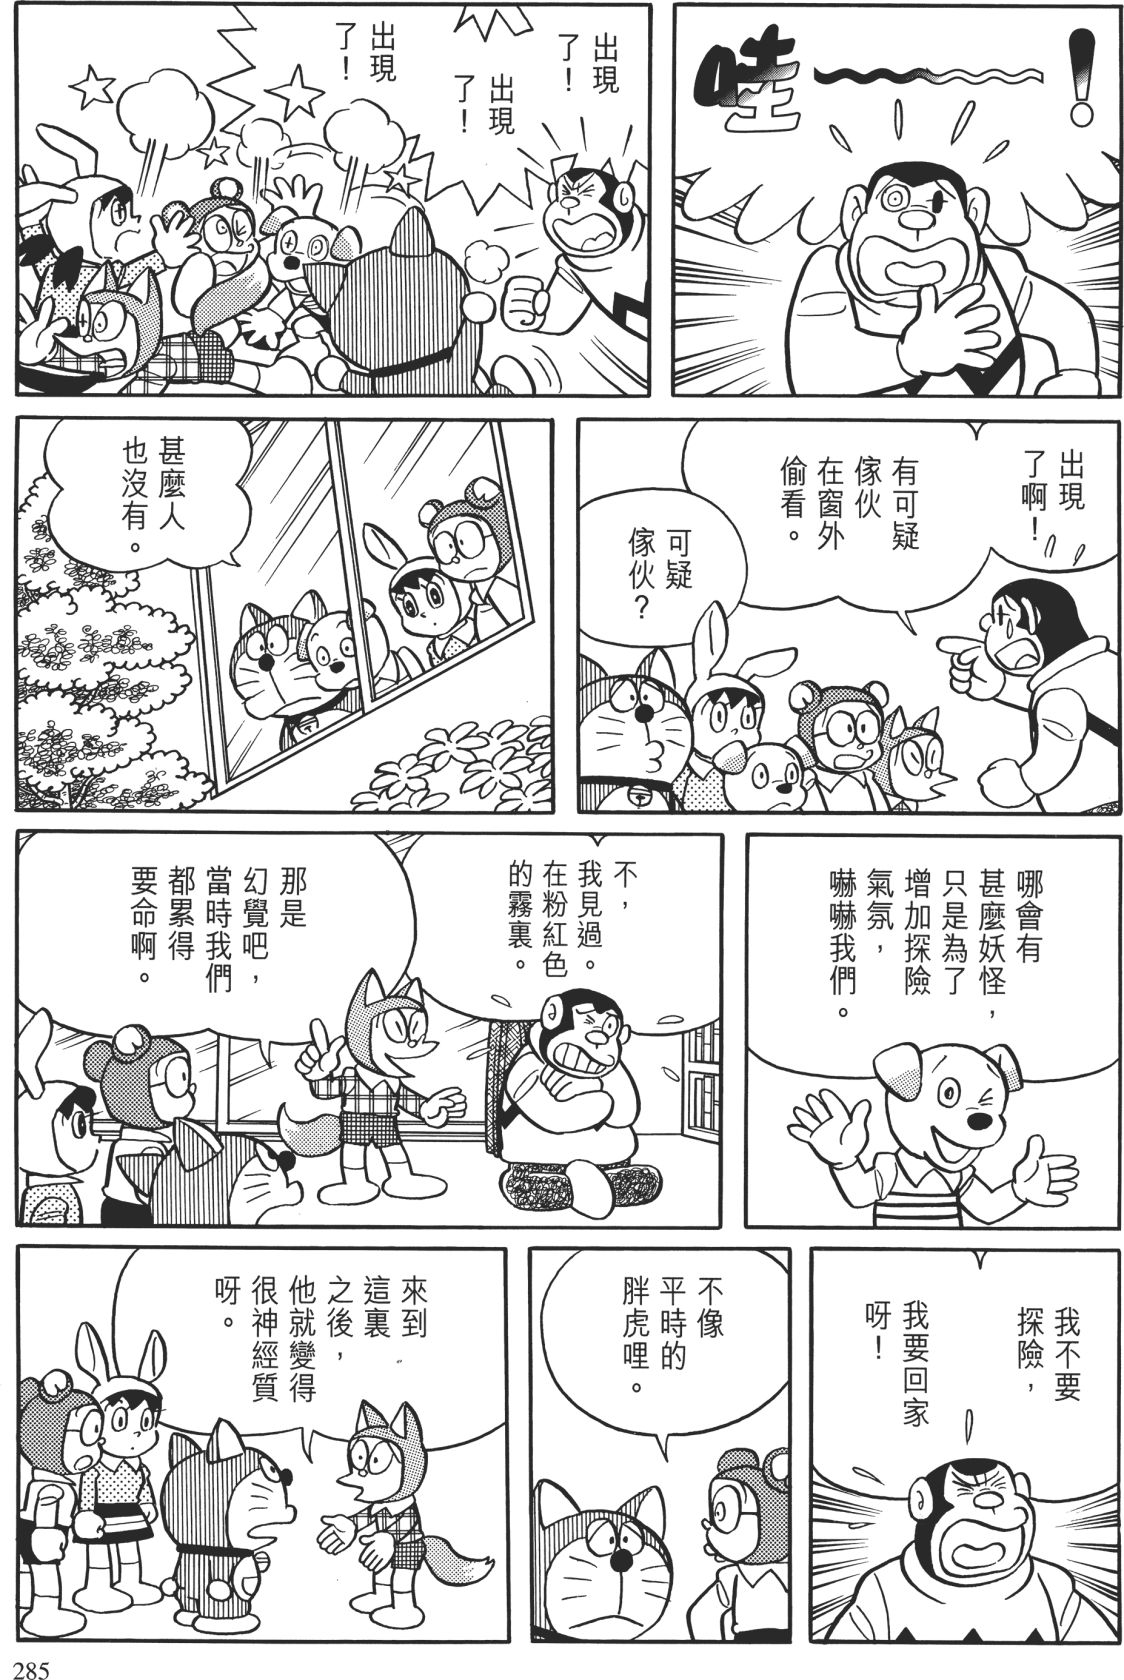 哇～～～！
出現
了！
出現
了！
出現
了！
出現
了啊！
有可疑
傢伙
在窗外
偷看。
可疑
傢伙？
甚麼人
也沒有。
哪會有
甚麼妖怪，
只是為了
增加探險
氣氛，
嚇嚇我們。
不，
我見過。
在粉紅色
的霧裏。
那是
幻覺吧，
當時我們
都累得
要命啊。
我不要
探險，
我要回家
呀！
不像
平時的
胖虎哩。
來到
這裏
之後，
他就變得
很神經質
呀。
285